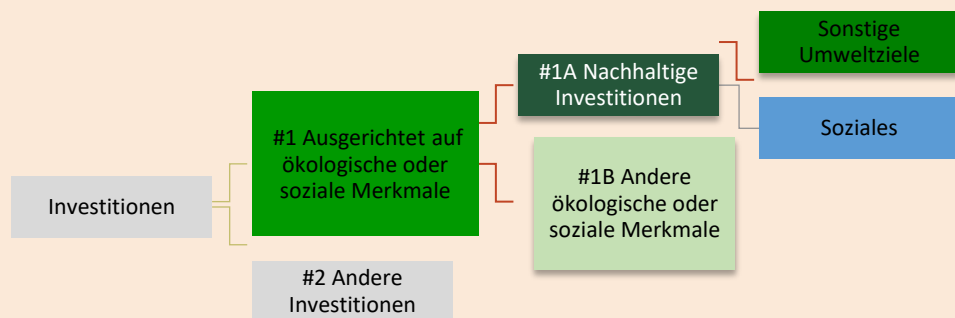 Investitionen
#1 Ausgerichtet auf
ökologische oder
soziale Merkmale
#2 Andere
Investitionen
#1A Nachhaltige
Investitionen
#1B Andere
ökologische oder
soziale Merkmale
Sonstige
Umweltziele
Soziales